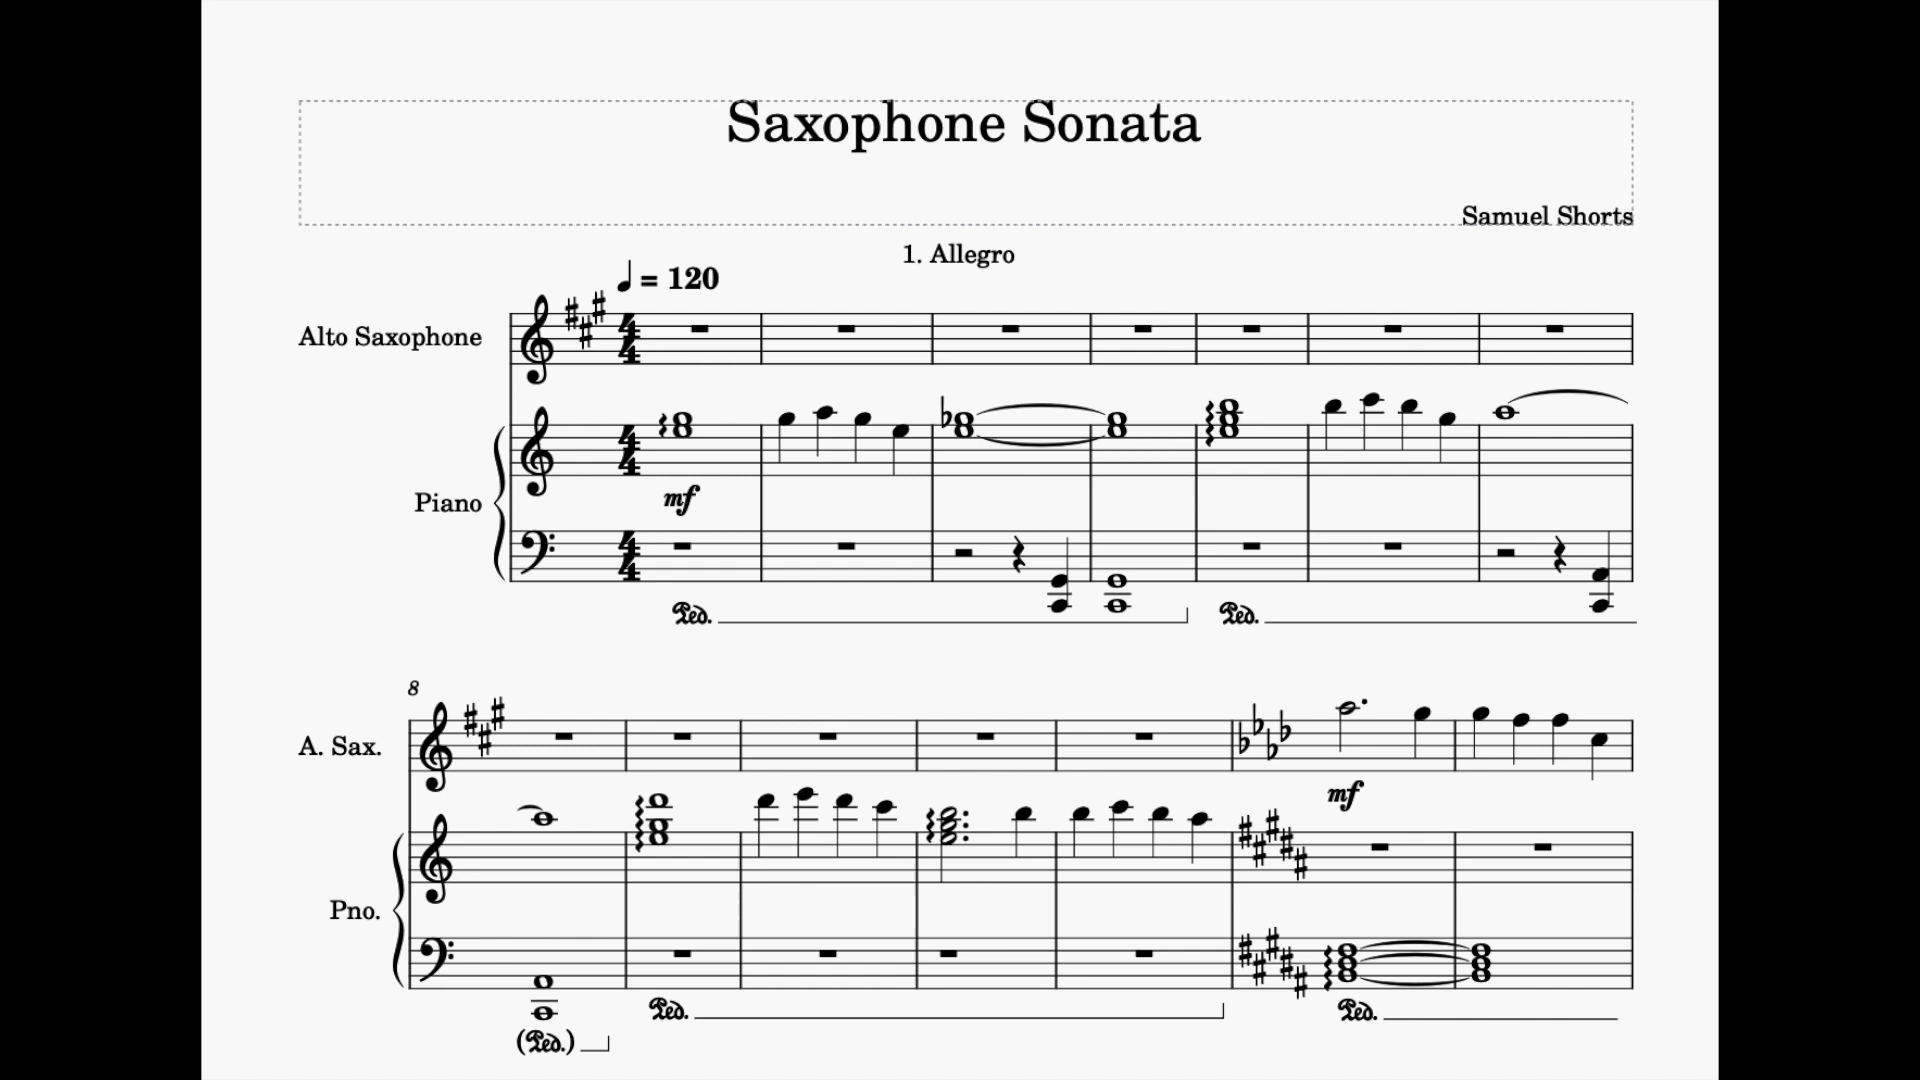 Saxophone Sonata
Samuel Shorts
1. Allegro
♩ = 120
Alto Saxophone
Piano
mf
Ped. Ped.
8
A. Sax.
mf
Pno.
Ped. Ped.
(Ped.)